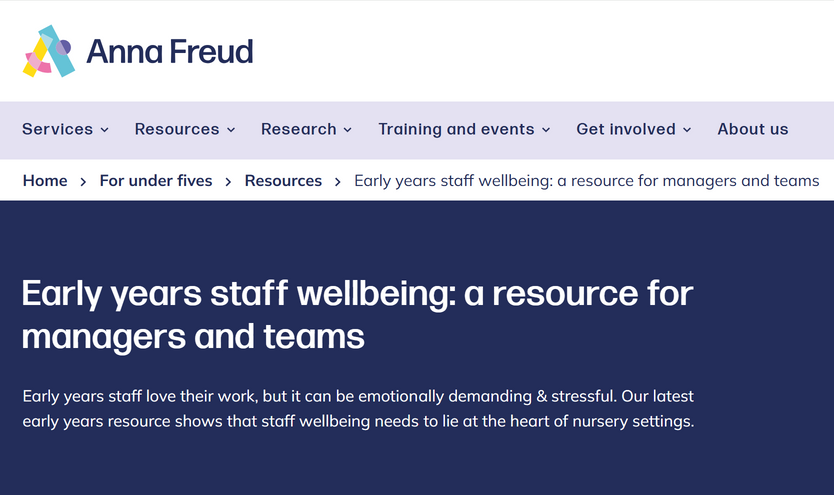 Anna Freud
Services Resources Research Training and events Get involved About us
Home > For under fives > Resources > Early years staff wellbeing: a resource for managers and teams
Early years staff wellbeing: a resource for
managers and teams
Early years staff love their work, but it can be emotionally demanding & stressful. Our latest
early years resource shows that staff wellbeing needs to lie at the heart of nursery settings.